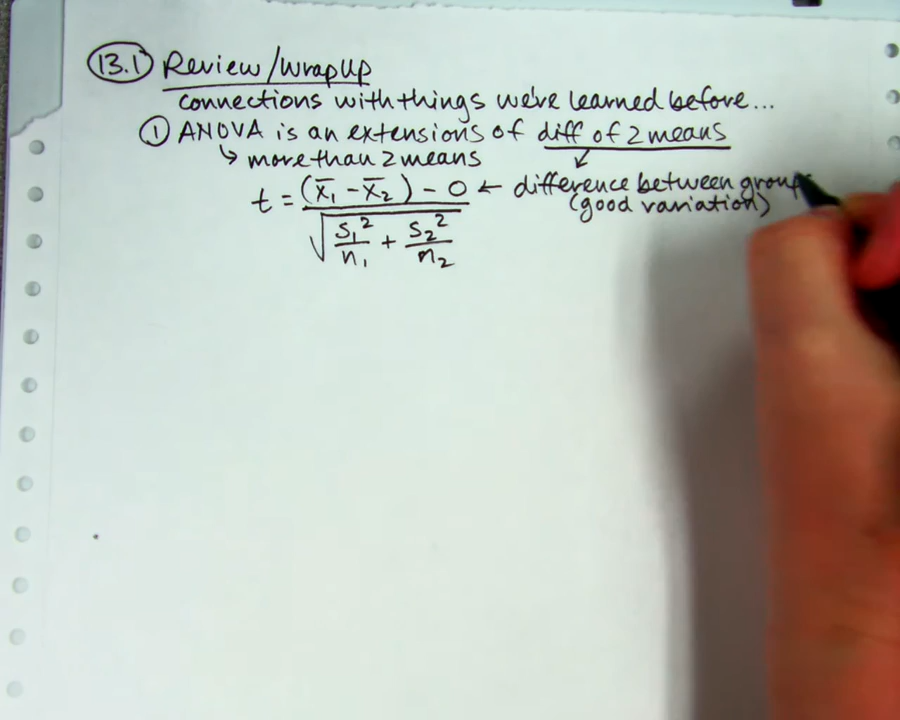 13.1 Review/Wrapup
connections with things we've learned before...
① ANOVA is an extensions of diff of 2 means
↳ more than 2 means ↙
t = (x̄₁ - x̄₂) - 0 ← difference between groups
(good variation)
√ s₁²/n₁ + s₂²/n₂